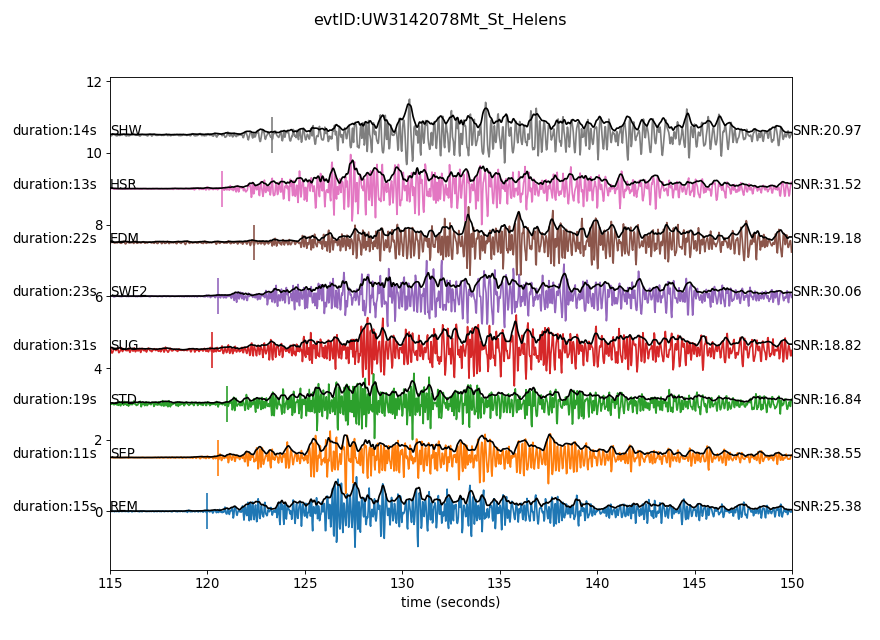 evtID:UW3142078Mt_St_Helens
12
duration:14s SHW SNR:20.97
10
duration:13s HSR SNR:31.52
8
duration:22s EDM SNR:19.18
duration:23s SWF2 SNR:30.06
6
duration:31s SUG SNR:18.82
4
duration:19s STD SNR:16.84
2
duration:11s SEP SNR:38.55
duration:15s REM SNR:25.38
0
115 120 125 130 135 140 145 150
time (seconds)